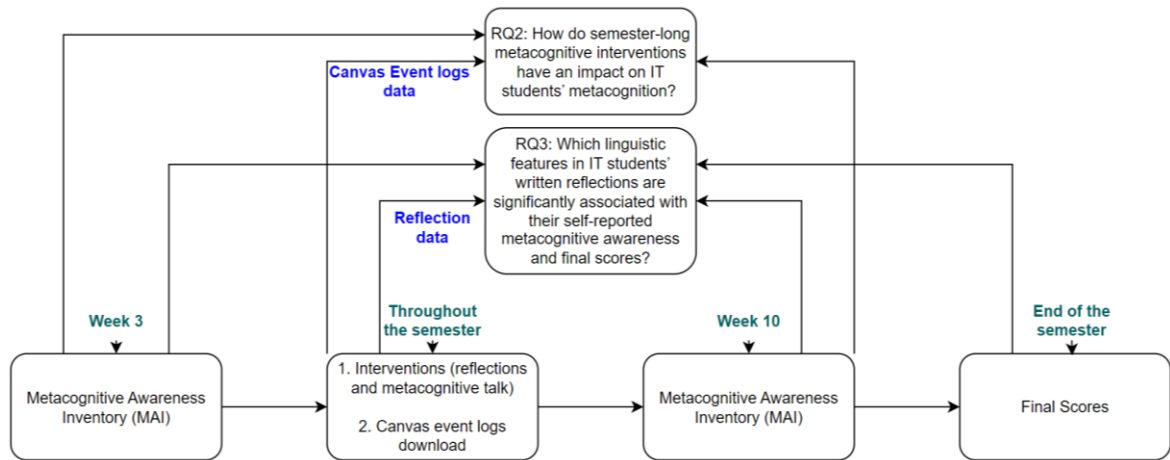 RQ2: How do semester-long
metacognitive interventions
have an impact on IT
students' metacognition?
Canvas Event logs
data
RQ3: Which linguistic
features in IT students'
written reflections are
significantly associated with
their self-reported
metacognitive awareness
and final scores?
Reflection
data
Week 3
Throughout
the semester
Week 10
End of the
semester
Metacognitive Awareness
Inventory (MAI)
1. Interventions (reflections
and metacognitive talk)
2. Canvas event logs
download
Metacognitive Awareness
Inventory (MAI)
Final Scores